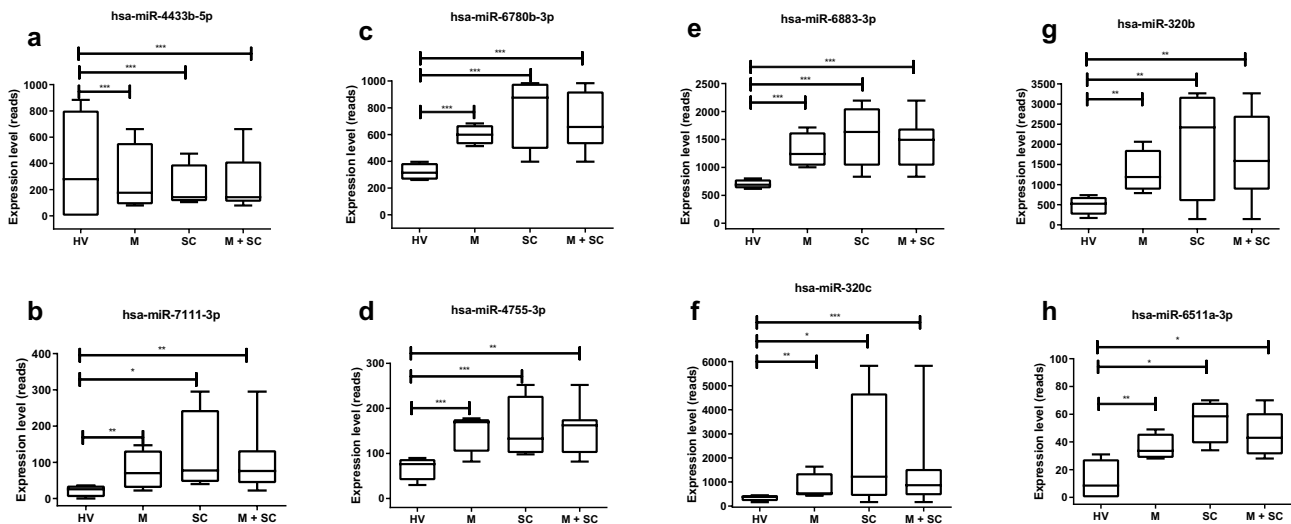 a
hsa-miR-4433b-5p
***
***
***
Expression level (reads)
1000
800
600
400
200
0
HV M SC M + SC
c
hsa-miR-6780b-3p
***
***
***
Expression level (reads)
1000
800
600
400
200
0
HV M SC M + SC
e
hsa-miR-6883-3p
***
***
***
Expression level (reads)
2500
2000
1500
1000
500
0
HV M SC M + SC
g
hsa-miR-320b
**
**
**
Expression level (reads)
3500
3000
2500
2000
1500
1000
500
0
HV M SC M + SC
b
hsa-miR-7111-3p
**
*
**
Expression level (reads)
400
300
200
100
0
HV M SC M + SC
d
hsa-miR-4755-3p
**
***
***
Expression level (reads)
300
200
100
0
HV M SC M + SC
f
hsa-miR-320c
***
*
**
Expression level (reads)
6000
5000
4000
3000
2000
1000
0
HV M SC M + SC
h
hsa-miR-6511a-3p
*
*
**
Expression level (reads)
100
80
60
40
20
0
HV M SC M + SC